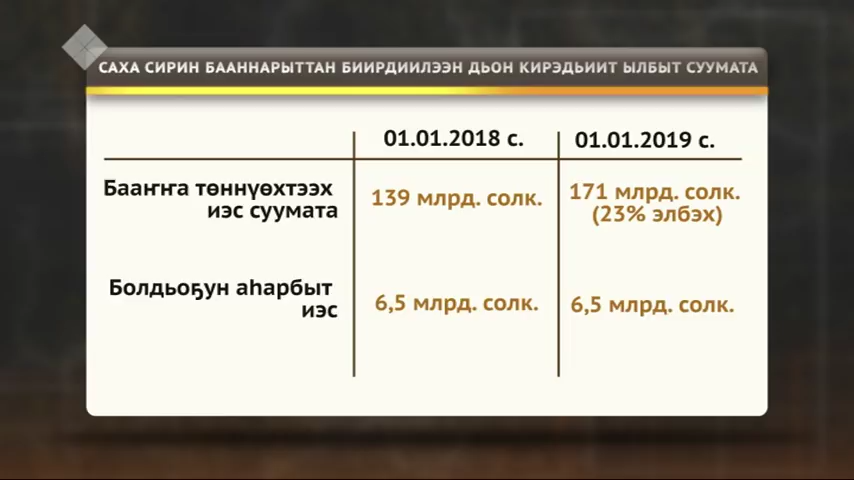 САХА СИРИН БААННАРЫТТАН БИИРДИИЛЭЭН ДЬОН КИРЭДЬИИТ ЫЛБЫТ СУУМАТА
01.01.2018 с. 01.01.2019 с.
Бааҥҥа төннүөхтээх
иэс суумата
139 млрд. солк.
171 млрд. солк.
(23% элбэх)
Болдьоҕун аһарбыт
иэс
6,5 млрд. солк.
6,5 млрд. солк.